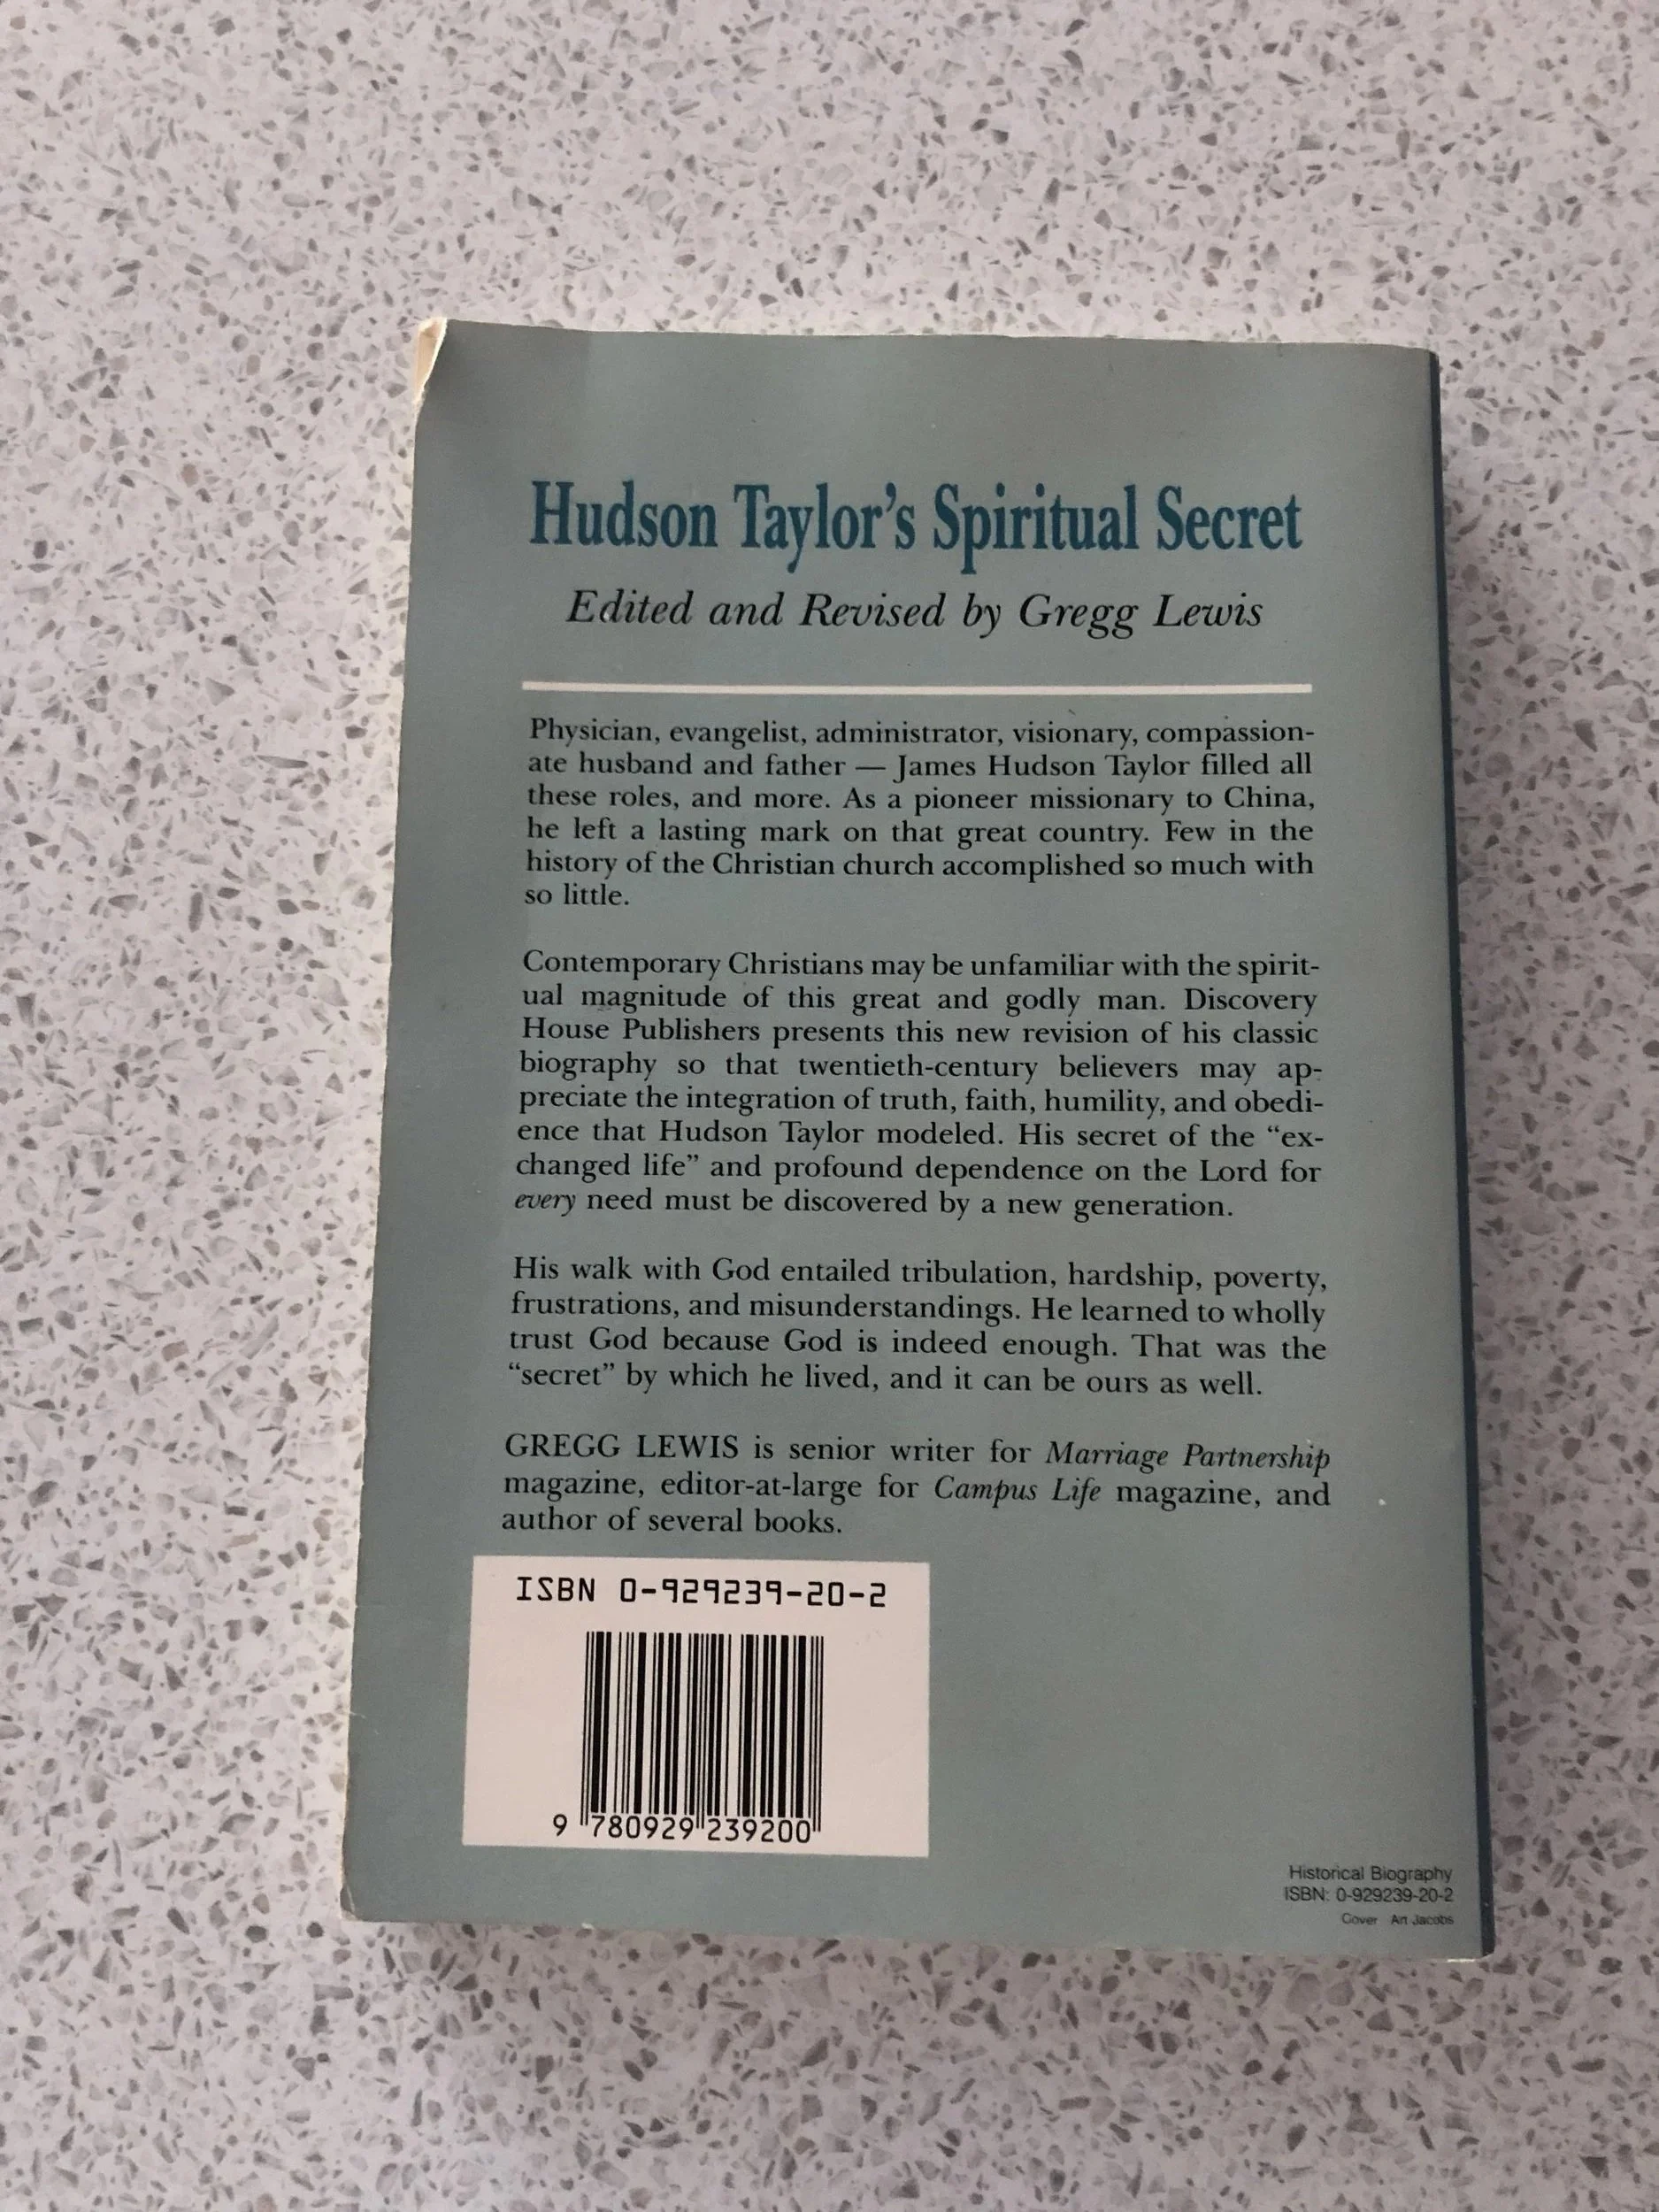 Hudson Taylor's Spiritual Secret
Edited and Revised by Gregg Lewis
Physician, evangelist, administrator, visionary, compassion-
ate husband and father — James Hudson Taylor filled all
these roles, and more. As a pioneer missionary to China,
he left a lasting mark on that great country. Few in the
history of the Christian church accomplished so much with
so little.
Contemporary Christians may be unfamiliar with the spirit-
ual magnitude of this great and godly man. Discovery
House Publishers presents this new revision of his classic
biography so that twentieth-century believers may ap-
preciate the integration of truth, faith, humility, and obedi-
ence that Hudson Taylor modeled. His secret of the “ex-
changed life” and profound dependence on the Lord for
every need must be discovered by a new generation.
His walk with God entailed tribulation, hardship, poverty,
frustrations, and misunderstandings. He learned to wholly
trust God because God is indeed enough. That was the
“secret” by which he lived, and it can be ours as well.
GREGG LEWIS is senior writer for Marriage Partnership
magazine, editor-at-large for Campus Life magazine, and
author of several books.
ISBN 0-929239-20-2
9 780929 239200
Historical Biography
ISBN: 0-929239-20-2
Cover Art Jacobs